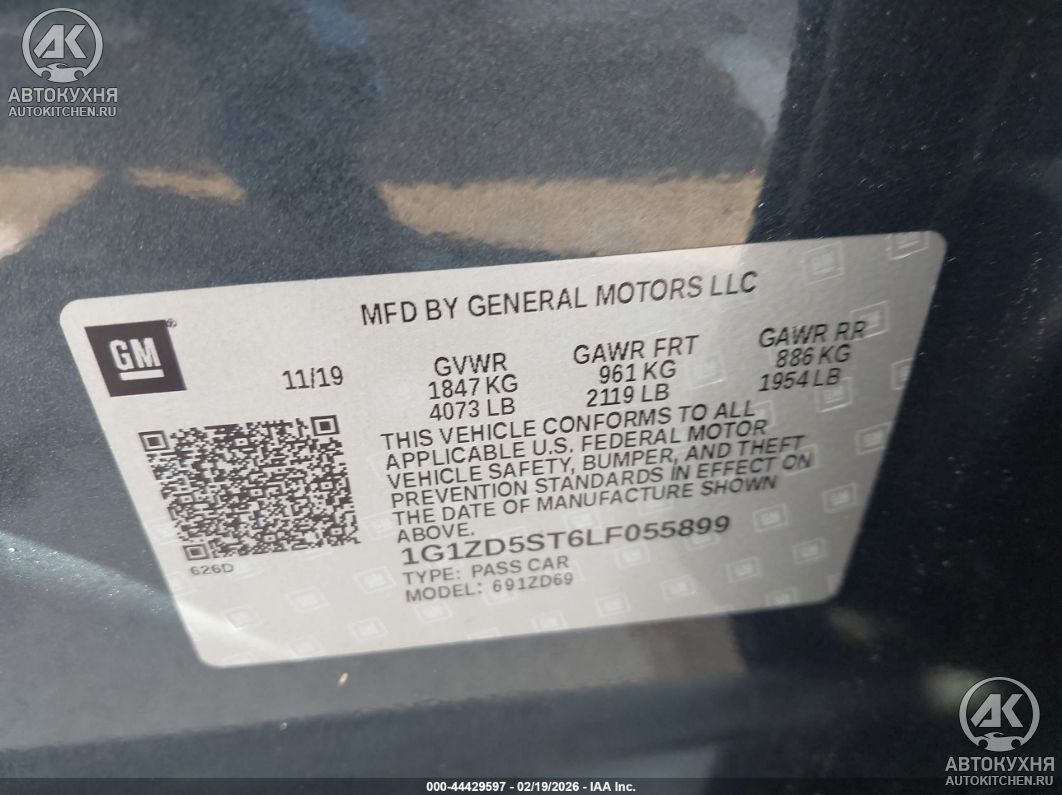 AK
АВТОКУХНЯ
AUTOKITCHEN.RU
MFD BY GENERAL MOTORS LLC
GM®
11/19
GVWR
1847 KG
4073 LB
GAWR FRT
961 KG
2119 LB
GAWR RR
886 KG
1954 LB
THIS VEHICLE CONFORMS TO ALL
APPLICABLE U.S. FEDERAL MOTOR
VEHICLE SAFETY, BUMPER, AND THEFT
PREVENTION STANDARDS IN EFFECT ON
THE DATE OF MANUFACTURE SHOWN
ABOVE.
626D
1G1ZD5ST6LF055899
TYPE: PASS CAR
MODEL: 691ZD69
AK
АВТОКУХНЯ
AUTOKITCHEN.RU
000-44429597 - 02/19/2026 - IAA Inc.